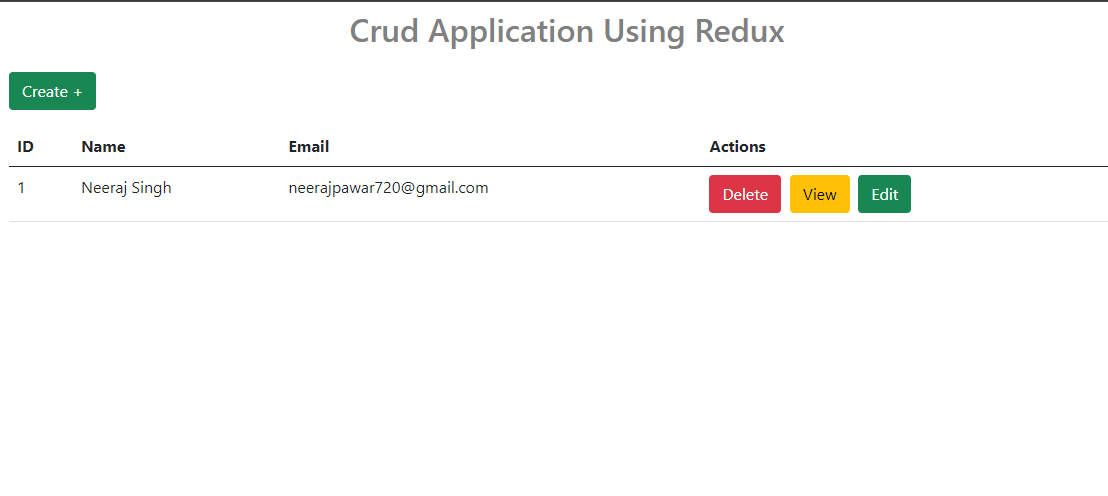 Crud Application Using Redux
Create +
ID Name Email Actions
1 Neeraj Singh neerajpawar720@gmail.com Delete View Edit